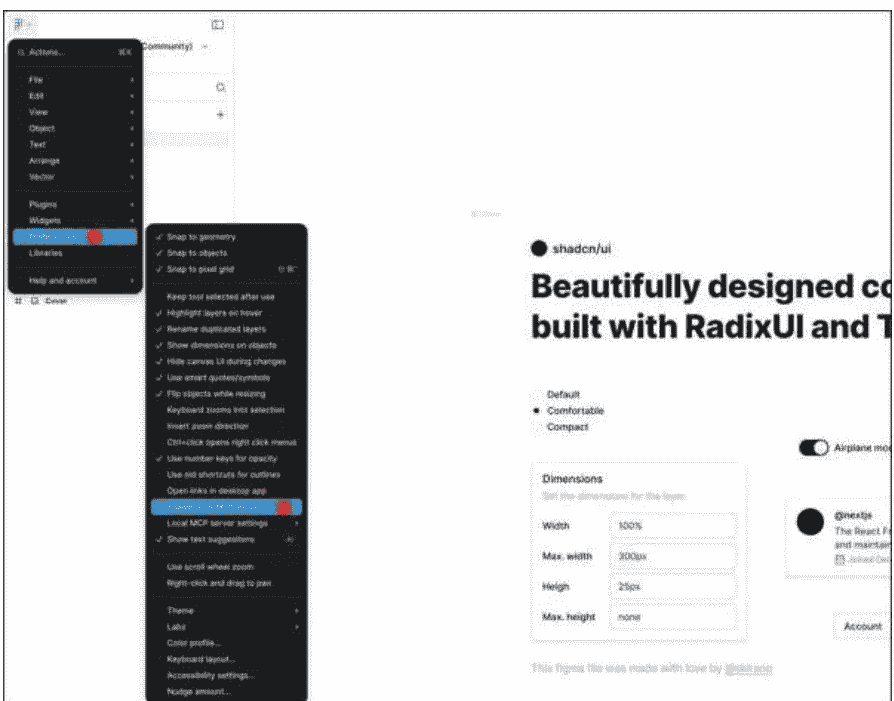 Community)
Actions...
⌘K
File
Edit
View
Object
Text
Arrange
Vector
Plugins
Widgets
Libraries
Help and account
Cover
Snap to geometry
Snap to objects
Snap to pixel grid
Keep tool selected after use
Highlight layers on hover
Rename duplicated layers
Show dimensions on objects
Hide canvas UI during changes
Use smart quotes/symbols
Flip objects while resizing
Keyboard zooms into selection
Invert zoom direction
Ctrl+click opens right click menus
Use number keys for opacity
Use old shortcuts for outlines
Open links in desktop app
Local MCP server settings
Show text suggestions
Use scroll wheel zoom
Right-click and drag to pan
Theme
Labs
Color profile...
Keyboard layout...
Accessibility settings...
Nudge amount...
shadcn/ui
Beautifully designed co
built with RadixUI and T
Default
Comfortable
Compact
Airplane mod
Dimensions
Set the dimensions for the layer.
Width 100%
Max. width 300px
Heigh 25px
Max. height none
@nextjs
The React Fr
and maintain
Joined Dec
Account
This figma file was made with love by